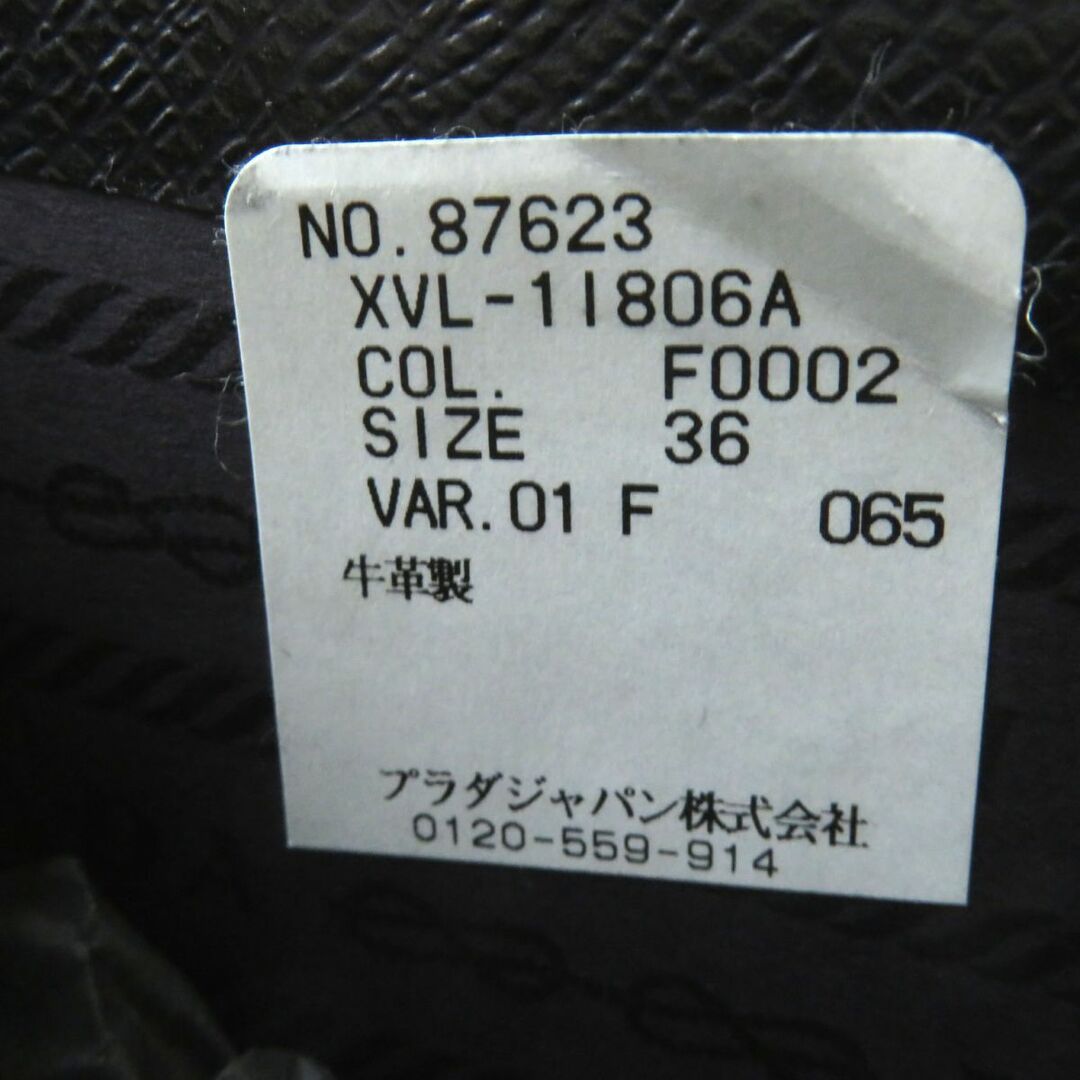 NO. 87623
XVL-11806A
COL. F0002
SIZE 36
VAR. 01 F 065
牛革製
プラダジャパン株式会社
0120-559-914